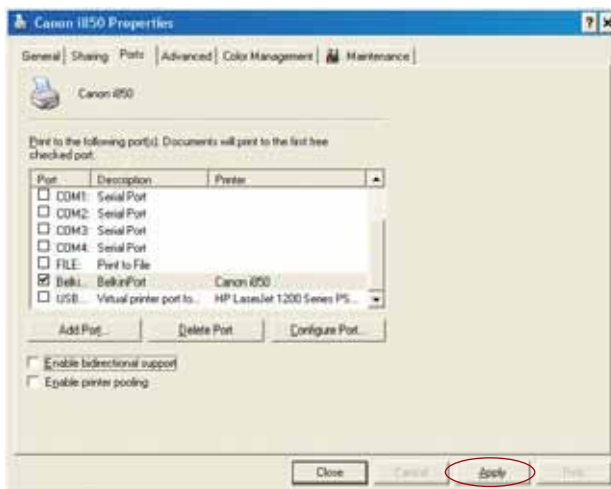 Canon i850 Properties
General Sharing Ports Advanced Color Management Maintenance
Canon i850
Print to the following port(s). Documents will print to the first free
checked port.
Port Description Printer
COM1: Serial Port
COM2: Serial Port
COM3: Serial Port
COM4: Serial Port
FILE: Print to File
Belki... BelkinPort Canon i850
USB... Virtual printer port fo... HP LaserJet 1200 Series PS...
Add Port... Delete Port Configure Port...
Enable bidirectional support
Enable printer pooling
Close Cancel Apply Help